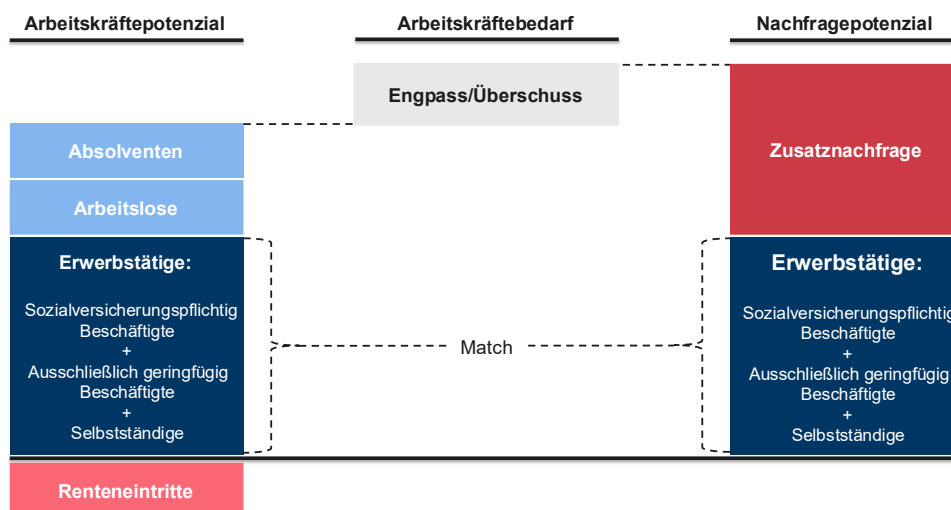 Arbeitskräftepotenzial
Arbeitskräftebedarf
Nachfragepotenzial
Engpass/Überschuss
Absolventen
Zusatznachfrage
Arbeitslose
Erwerbstätige:
Sozialversicherungspflichtig
Beschäftigte
+
Ausschließlich geringfügig
Beschäftigte
+
Selbstständige
Match
Erwerbstätige:
Sozialversicherungspflichtig
Beschäftigte
+
Ausschließlich geringfügig
Beschäftigte
+
Selbstständige
Renteneintritte